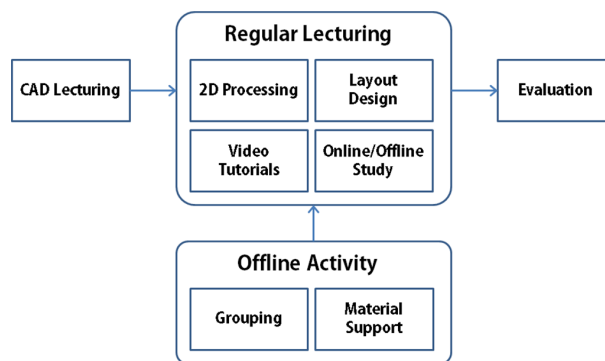 Regular Lecturing
CAD Lecturing
2D Processing
Layout
Design
Evaluation
Video
Tutorials
Online/Offline
Study
Offline Activity
Grouping
Material
Support